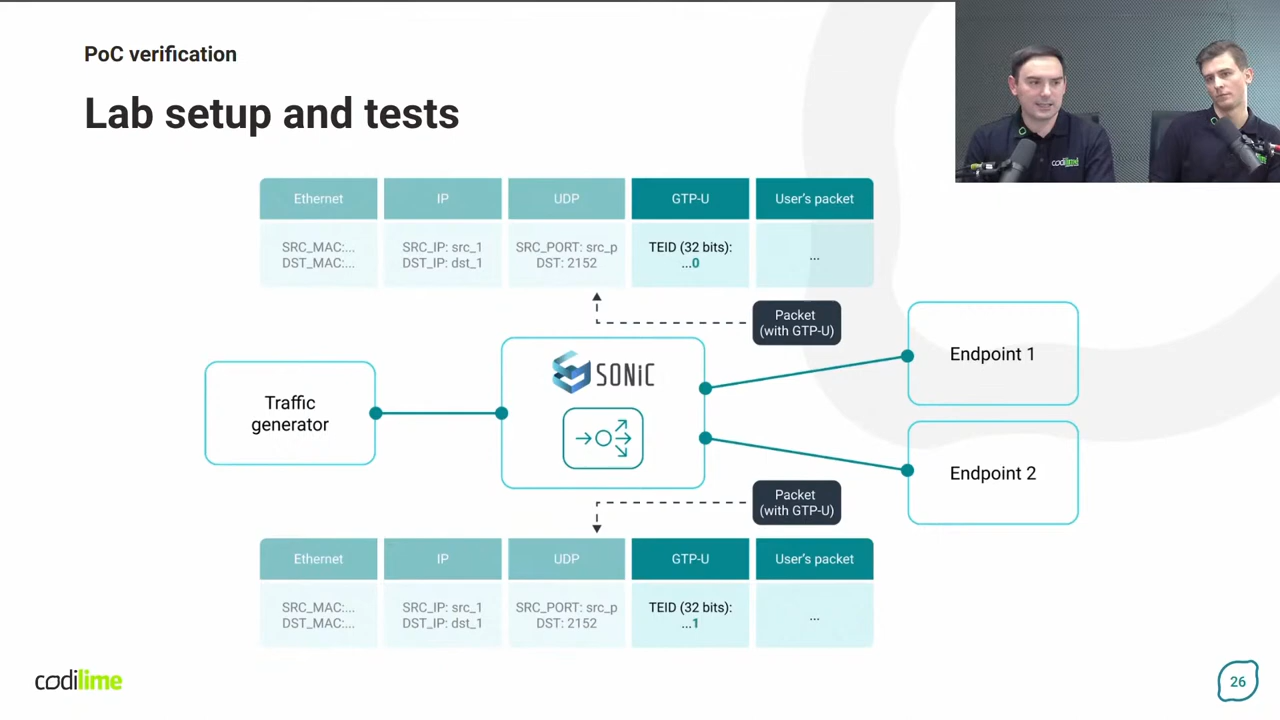 PoC verification
Lab setup and tests
Ethernet
IP
UDP
GTP-U
User's packet
SRC_MAC:...
DST_MAC:...
SRC_IP: src_1
DST_IP: dst_1
SRC_PORT: src_p
DST: 2152
TEID (32 bits):
...0
...
Packet
(with GTP-U)
Traffic
generator
SONiC
Endpoint 1
Endpoint 2
Packet
(with GTP-U)
Ethernet
IP
UDP
GTP-U
User's packet
SRC_MAC:...
DST_MAC:...
SRC_IP: src_1
DST_IP: dst_1
SRC_PORT: src_p
DST: 2152
TEID (32 bits):
...1
...
codilime
26
codilime